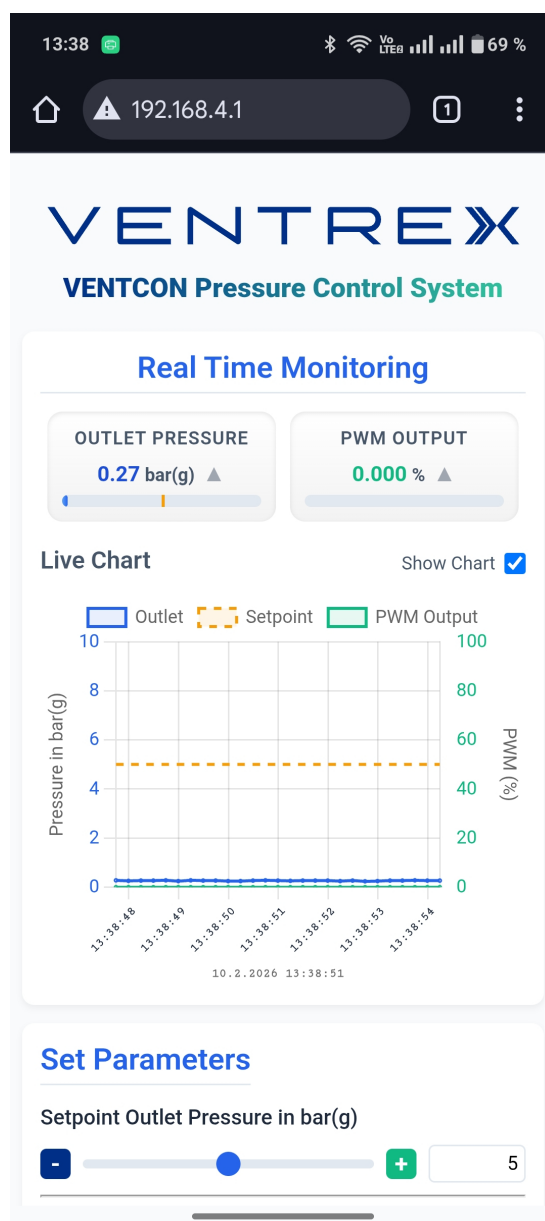 13:38 Vo LTE2 69 %
192.168.4.1 1
VENTREX
VENTCON Pressure Control System
Real Time Monitoring
OUTLET PRESSURE
0.27 bar(g) ▲
PWM OUTPUT
0.000 % ▲
Live Chart Show Chart
Outlet Setpoint PWM Output
Pressure in bar(g)
10
8
6
4
2
0
100
80
60
40
20
0
PWM (%)
13:38:48 13:38:49 13:38:50 13:38:51 13:38:52 13:38:53 13:38:54
10.2.2026 13:38:51
Set Parameters
Setpoint Outlet Pressure in bar(g)
- + 5